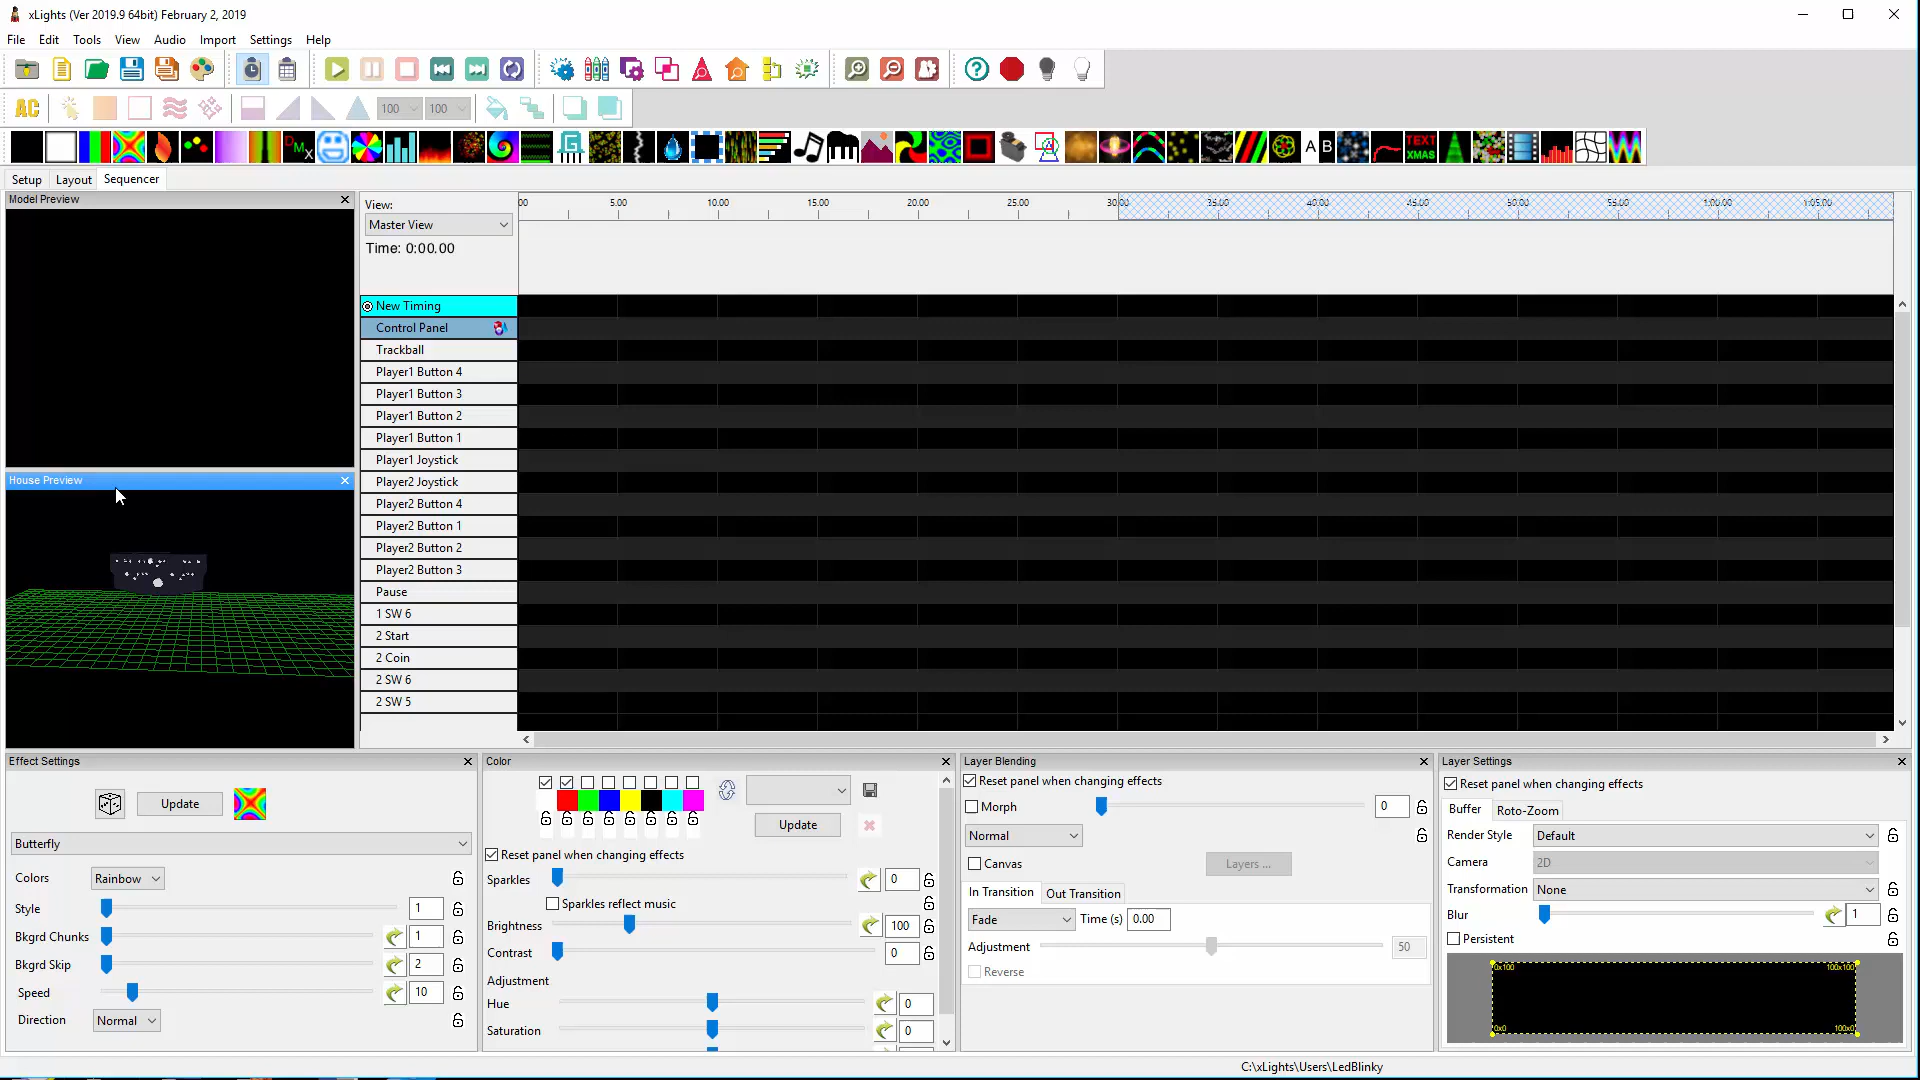 xLights (Ver 2019.9 64bit) February 2, 2019
File Edit Tools View Audio Import Settings Help
AC 100 100
DMX A B TEXT XMAS
Setup Layout Sequencer
Model Preview
View:
Master View
Time: 0:00.00
00 5.00 10.00 15.00 20.00 25.00 30.00 35.00 40.00 45.00 50.00 55.00 1:00.00 1:05.00
New Timing
Control Panel
Trackball
Player1 Button 4
Player1 Button 3
Player1 Button 2
Player1 Button 1
Player1 Joystick
House Preview
Player2 Joystick
Player2 Button 4
Player2 Button 1
Player2 Button 2
Player2 Button 3
Pause
1 SW 6
2 Start
2 Coin
2 SW 6
2 SW 5
Effect Settings
Update
Butterfly
Colors Rainbow
Style 1
Bkgrd Chunks 1
Bkgrd Skip 2
Speed 10
Direction Normal
Color
Update
Reset panel when changing effects
Sparkles 0
Sparkles reflect music
Brightness 100
Contrast 0
Adjustment
Hue 0
Saturation 0
Layer Blending
Reset panel when changing effects
Morph 0
Normal
Canvas Layers ...
In Transition Out Transition
Fade Time (s) 0.00
Adjustment 50
Reverse
Layer Settings
Reset panel when changing effects
Buffer Roto-Zoom
Render Style Default
Camera 2D
Transformation None
Blur 1
Persistent
0x100 100x100
0x0 100x0
C:\xLights\Users\LedBlinky